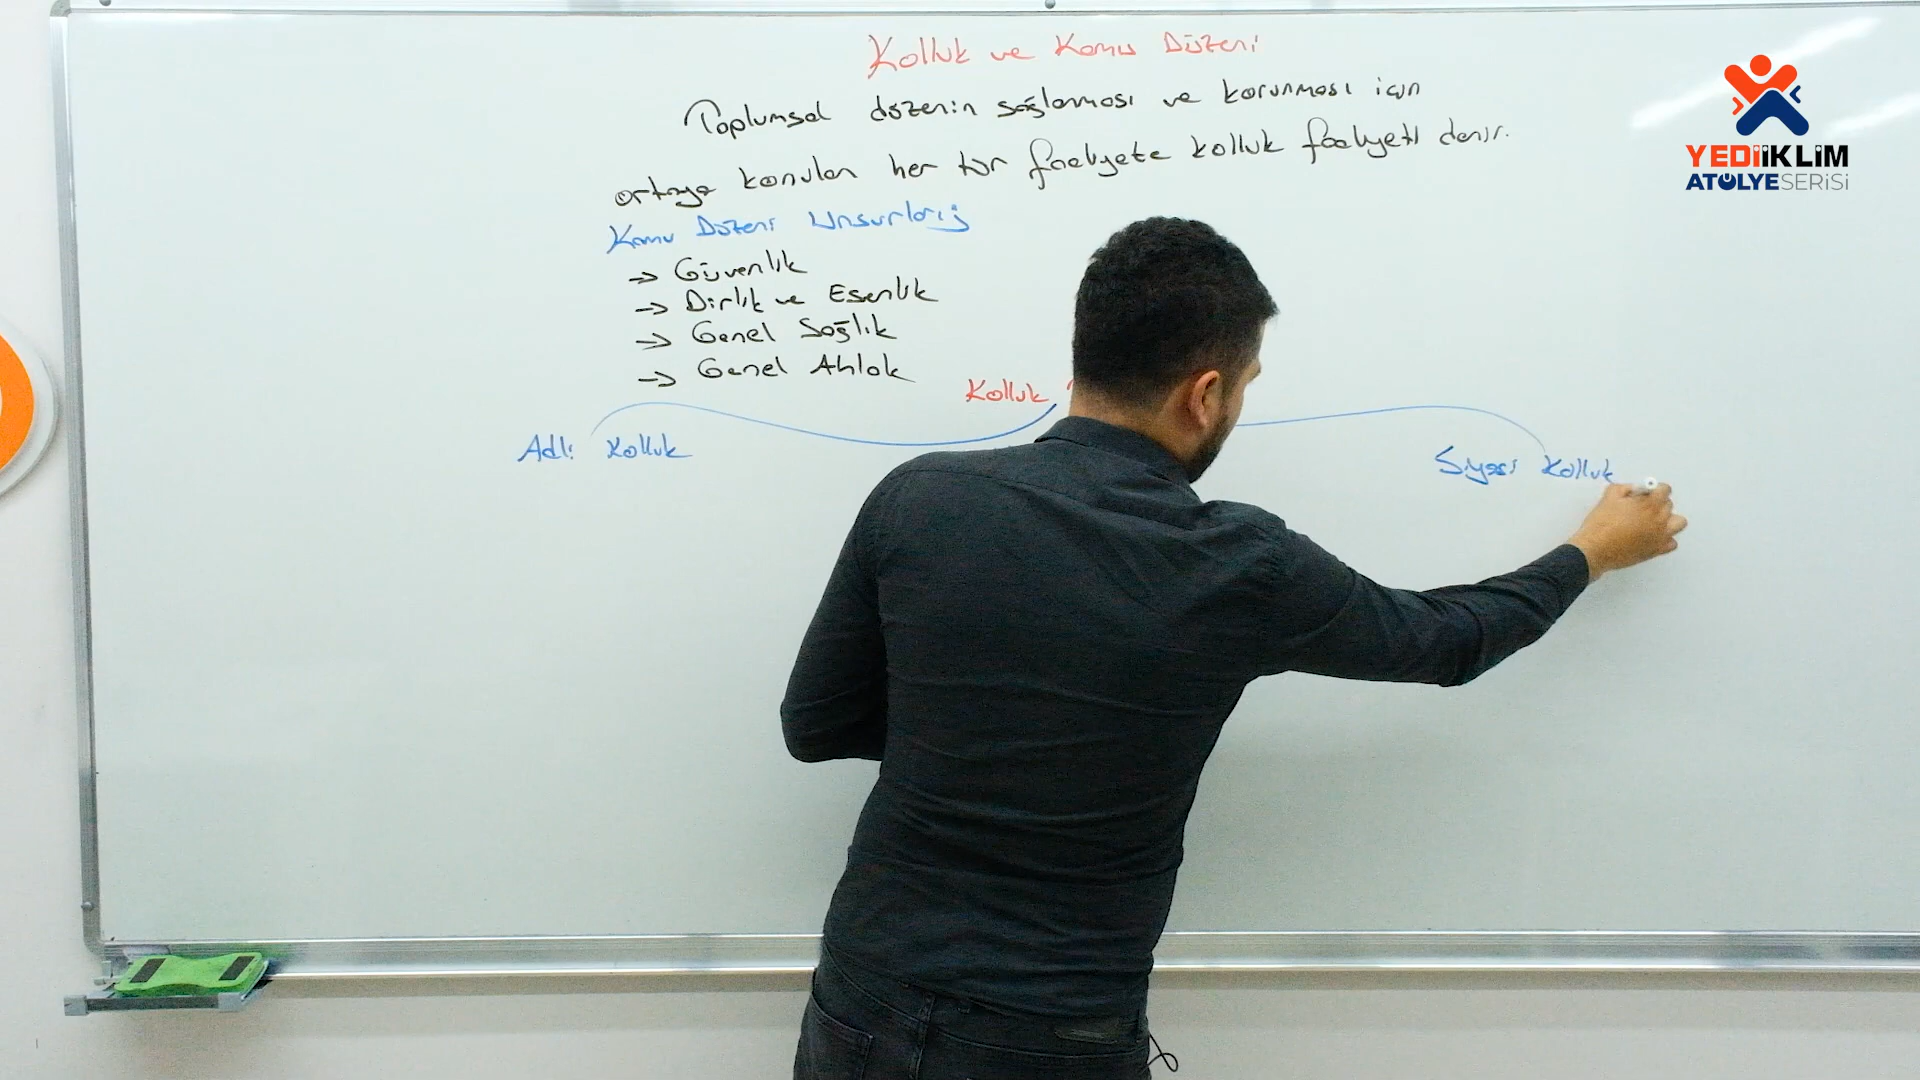 Kolluk ve Kamu Düzeni
Toplumsal düzenin sağlanması ve korunması için
ortaya konulan her tür faaliyete kolluk faaliyeti denir.
Kamu Düzeni Unsurları;
→ Güvenlik
→ Dirlik ve Esenlik
→ Genel Sağlık
→ Genel Ahlak
Kolluk
Adli Kolluk
Siyasi Kolluk
YEDİİKLİM
ATÖLYESERİSİ